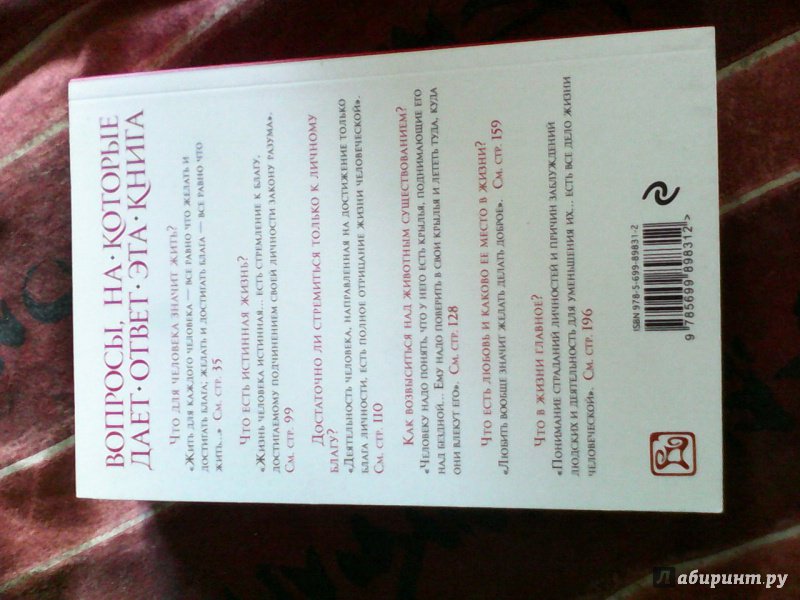 ВОПРОСЫ, НА·КОТОРЫЕ
ДАЕТ·ОТВЕТ·ЭТА·КНИГА
Что для человека значит жить?
«Жить для каждого человека — все равно что желать и
достигать блага; желать и достигать блага — все равно что
жить...» См. стр. 35
Что есть истинная жизнь?
«Жизнь человека истинная... есть стремление к благу,
достигаемому подчинением своей личности закону разума».
См. стр. 99
Достаточно ли стремиться только к личному
благу?
«Деятельность человека, направленная на достижение только
блага личности, есть полное отрицание жизни человеческой».
См. стр. 110
Как возвыситься над животным существованием?
«Человеку надо понять, что у него есть крылья, поднимающие его
над бездной... Ему надо поверить в свои крылья и лететь туда, куда
они влекут его». См. стр. 128
Что есть любовь и каково ее место в жизни?
«Любить вообще значит желать делать доброе». См. стр. 159
Что в жизни главное?
«Понимание страданий личностей и причин заблуждений
людских и деятельность для уменьшения их... есть все дело жизни
человеческой». См. стр. 196
ISBN 978-5-699-89831-2
9 785699 898312 >
Лабиринт.ру